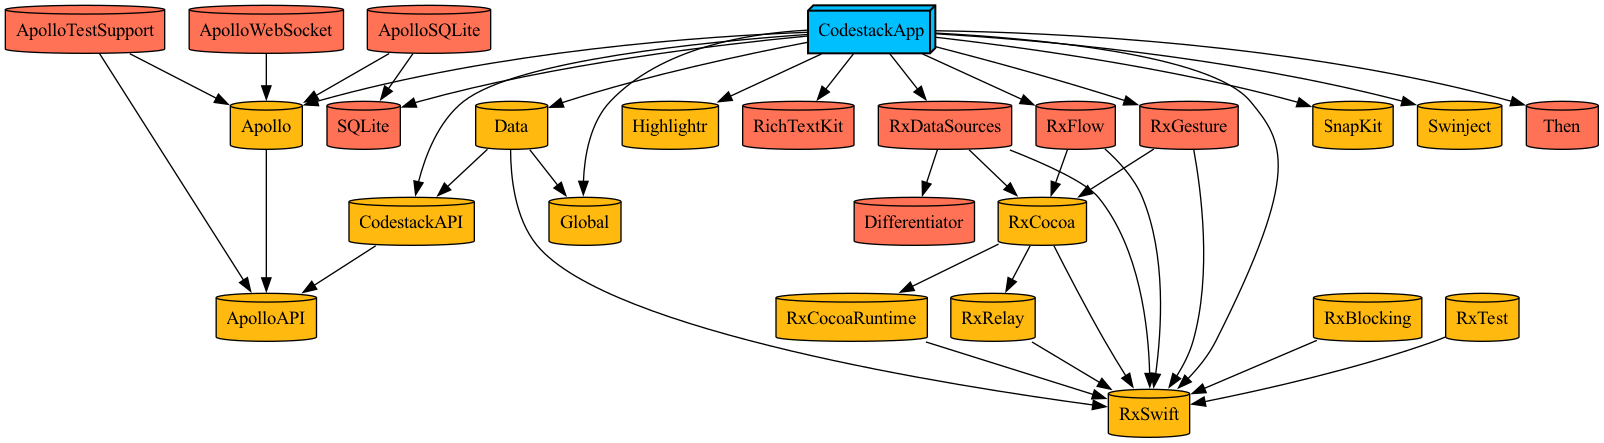 ApolloTestSupport
ApolloWebSocket
ApolloSQLite
CodestackApp
Apollo
SQLite
Data
Highlightr
RichTextKit
RxDataSources
RxFlow
RxGesture
SnapKit
Swinject
Then
CodestackAPI
Global
Differentiator
RxCocoa
ApolloAPI
RxCocoaRuntime
RxRelay
RxBlocking
RxTest
RxSwift